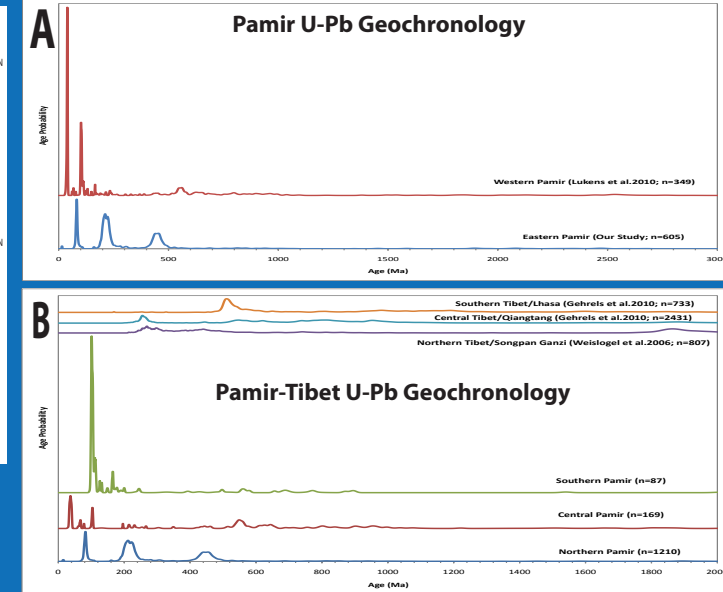 N
N
A
Pamir U-Pb Geochronology
Age Probability
Western Pamir (Lukens et al.2010; n=349)
Eastern Pamir (Our Study; n=605)
0 500 1000 1500 2000 2500 300
Age (Ma)
B
Southern Tibet/Lhasa (Gehrels et al.2010; n=733)
Central Tibet/Qiangtang (Gehrels et al.2010; n=2431)
Northern Tibet/Songpan Ganzi (Weislogel et al.2006; n=807)
Pamir-Tibet U-Pb Geochronology
Age Probability
Southern Pamir (n=87)
Central Pamir (n=169)
Northern Pamir (n=1210)
0 200 400 600 800 1000 1200 1400 1600 1800 200
Age (Ma)